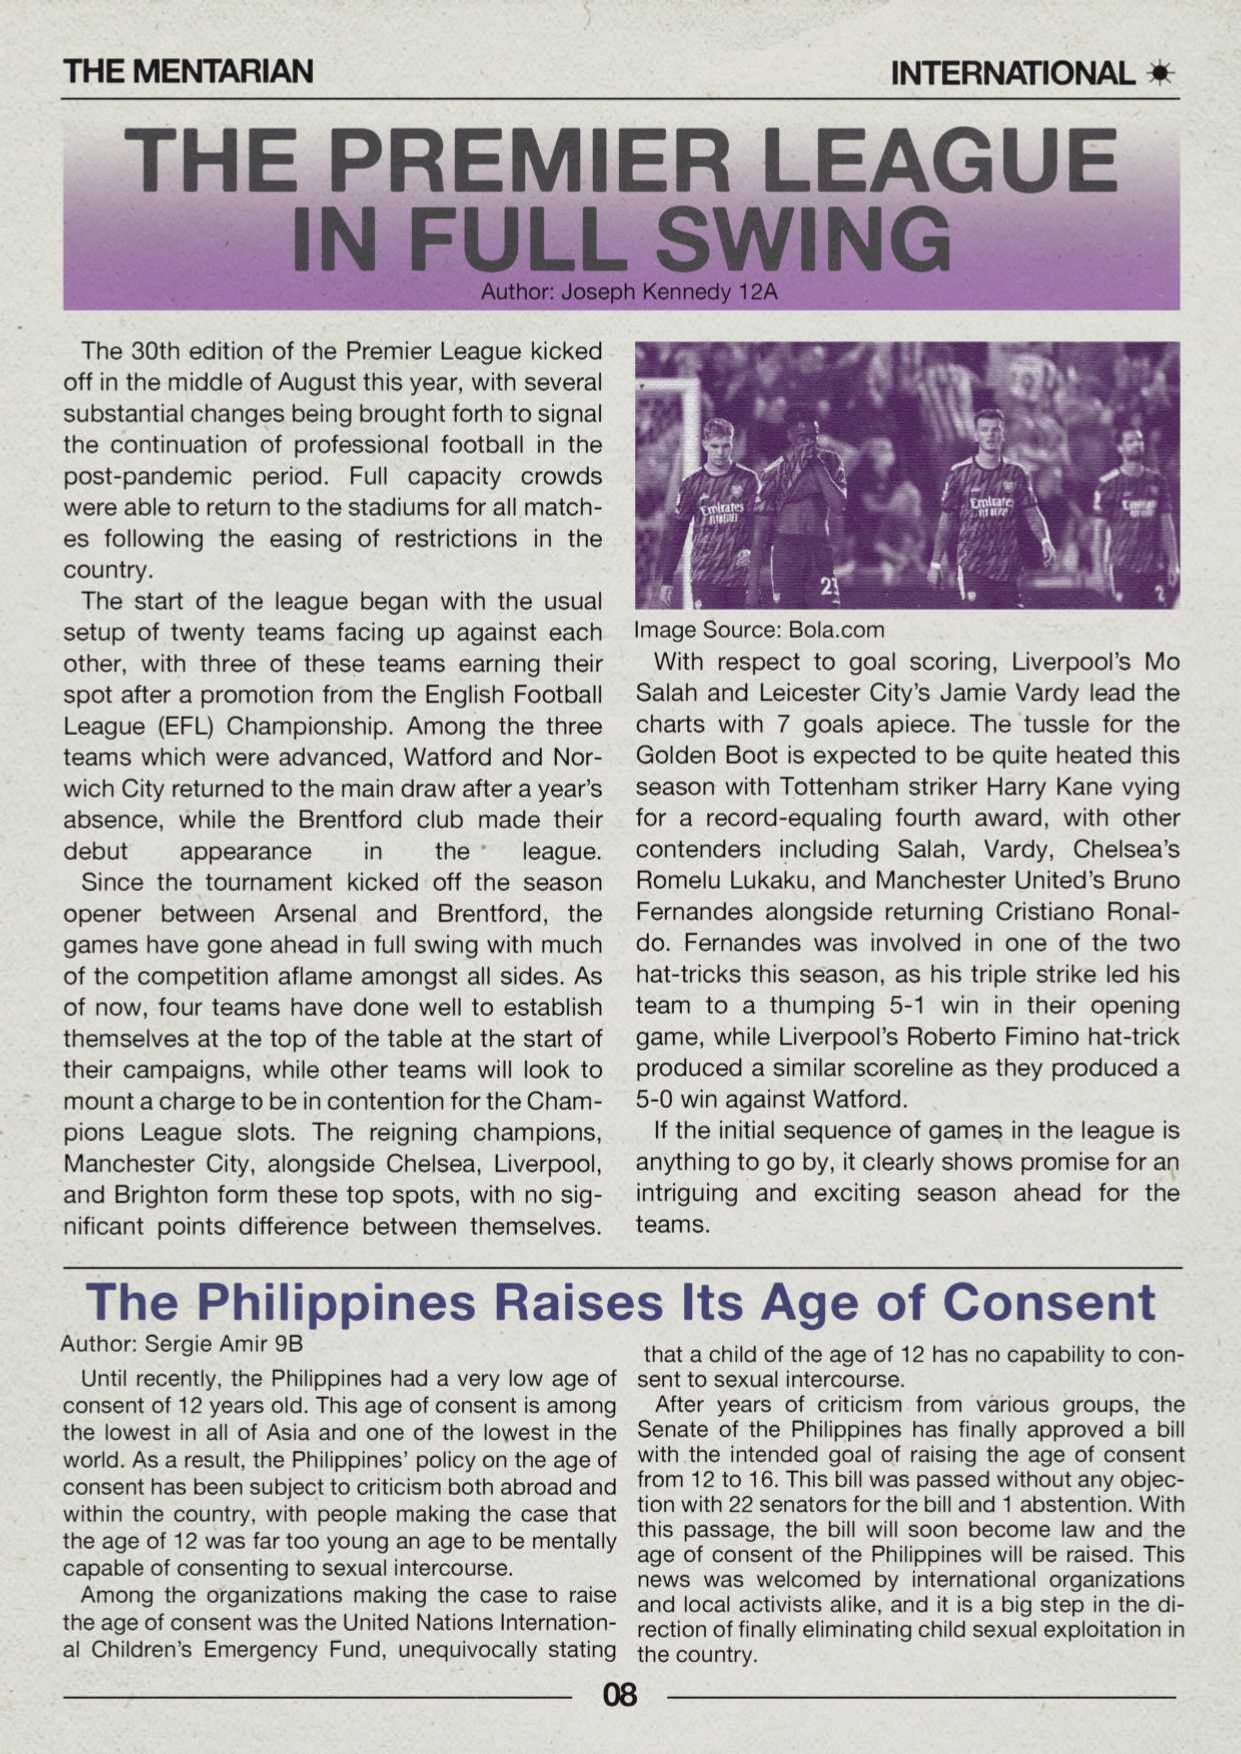 THE MENTARIAN
INTERNATIONAL
THE PREMIER LEAGUE
IN FULL SWING
Author: Joseph Kennedy 12A
The 30th edition of the Premier League kicked
off in the middle of August this year, with several
substantial changes being brought forth to signal
the continuation of professional football in the
post-pandemic period. Full capacity crowds
were able to return to the stadiums for all match-
es following the easing of restrictions in the
country.
The start of the league began with the usual
setup of twenty teams facing up against each
other, with three of these teams earning their
spot after a promotion from the English Football
League (EFL) Championship. Among the three
teams which were advanced, Watford and Nor-
wich City returned to the main draw after a year's
absence, while the Brentford club made their
debut appearance in the league.
Since the tournament kicked off the season
opener between Arsenal and Brentford, the
games have gone ahead in full swing with much
of the competition aflame amongst all sides. As
of now, four teams have done well to establish
themselves at the top of the table at the start of
their campaigns, while other teams will look to
mount a charge to be in contention for the Cham-
pions League slots. The reigning champions,
Manchester City, alongside Chelsea, Liverpool,
and Brighton form these top spots, with no sig-
nificant points difference between themselves.
Emirates
Emirates
23
2
Image Source: Bola.com
With respect to goal scoring, Liverpool's Mo
Salah and Leicester City's Jamie Vardy lead the
charts with 7 goals apiece. The tussle for the
Golden Boot is expected to be quite heated this
season with Tottenham striker Harry Kane vying
for a record-equaling fourth award, with other
contenders including Salah, Vardy, Chelsea's
Romelu Lukaku, and Manchester United's Bruno
Fernandes alongside returning Cristiano Ronal-
do. Fernandes was involved in one of the two
hat-tricks this season, as his triple strike led his
team to a thumping 5-1 win in their opening
game, while Liverpool's Roberto Fimino hat-trick
produced a similar scoreline as they produced a
5-0 win against Watford.
If the initial sequence of games in the league is
anything to go by, it clearly shows promise for an
intriguing and exciting season ahead for the
teams.
The Philippines Raises Its Age of Consent
Author: Sergie Amir 9B
Until recently, the Philippines had a very low age of
consent of 12 years old. This age of consent is among
the lowest in all of Asia and one of the lowest in the
world. As a result, the Philippines' policy on the age of
consent has been subject to criticism both abroad and
within the country, with people making the case that
the age of 12 was far too young an age to be mentally
capable of consenting to sexual intercourse.
Among the organizations making the case to raise
the age of consent was the United Nations Internation-
al Children's Emergency Fund, unequivocally stating
that a child of the age of 12 has no capability to con-
sent to sexual intercourse.
After years of criticism from various groups, the
Senate of the Philippines has finally approved a bill
with the intended goal of raising the age of consent
from 12 to 16. This bill was passed without any objec-
tion with 22 senators for the bill and 1 abstention. With
this passage, the bill will soon become law and the
age of consent of the Philippines will be raised. This
news was welcomed by international organizations
and local activists alike, and it is a big step in the di-
rection of finally eliminating child sexual exploitation in
the country.
08